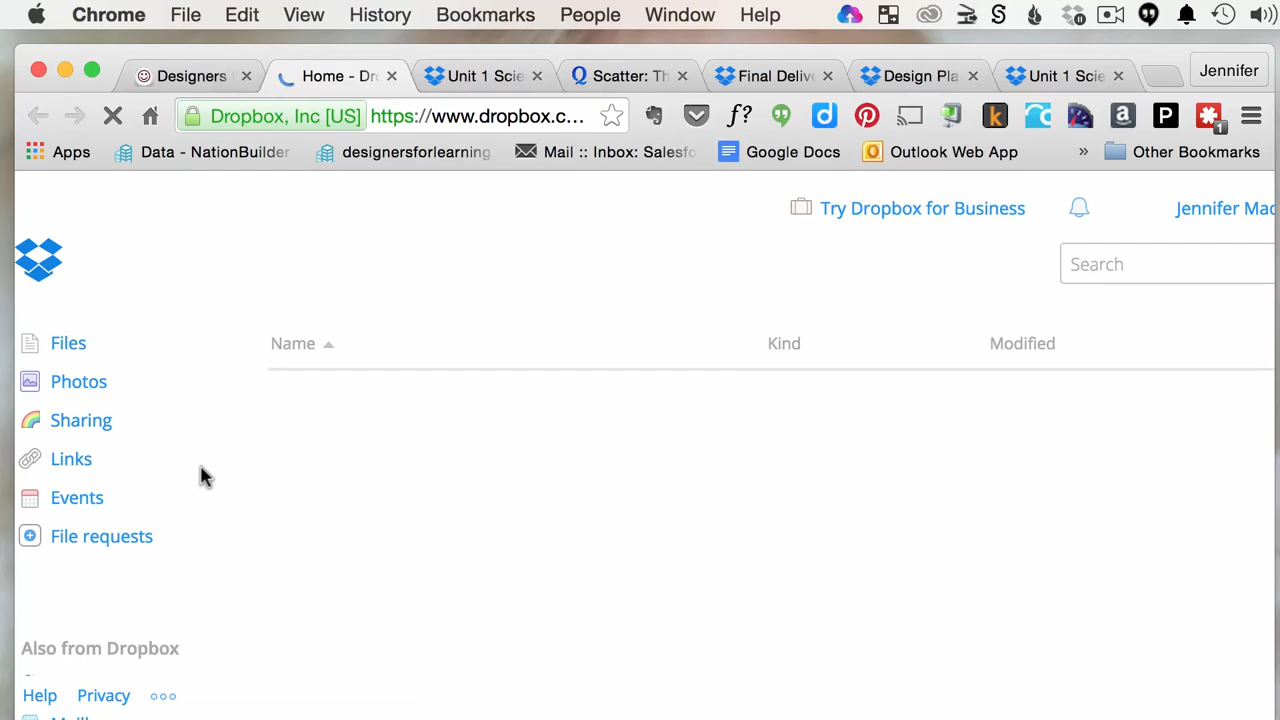 Chrome File Edit View History Bookmarks People Window Help
Designers Home - Dro Unit 1 Scie Scatter: Th Final Delive Design Pla Unit 1 Scie Jennifer
Dropbox, Inc [US] https://www.dropbox.c... f? d k a P 1
Apps Data - NationBuilder designersforlearning Mail :: Inbox: Salesfo Google Docs Outlook Web App » Other Bookmarks
Try Dropbox for Business Jennifer Mac
Search
Name Kind Modified
Files
Photos
Sharing
Links
Events
File requests
Also from Dropbox
Help Privacy